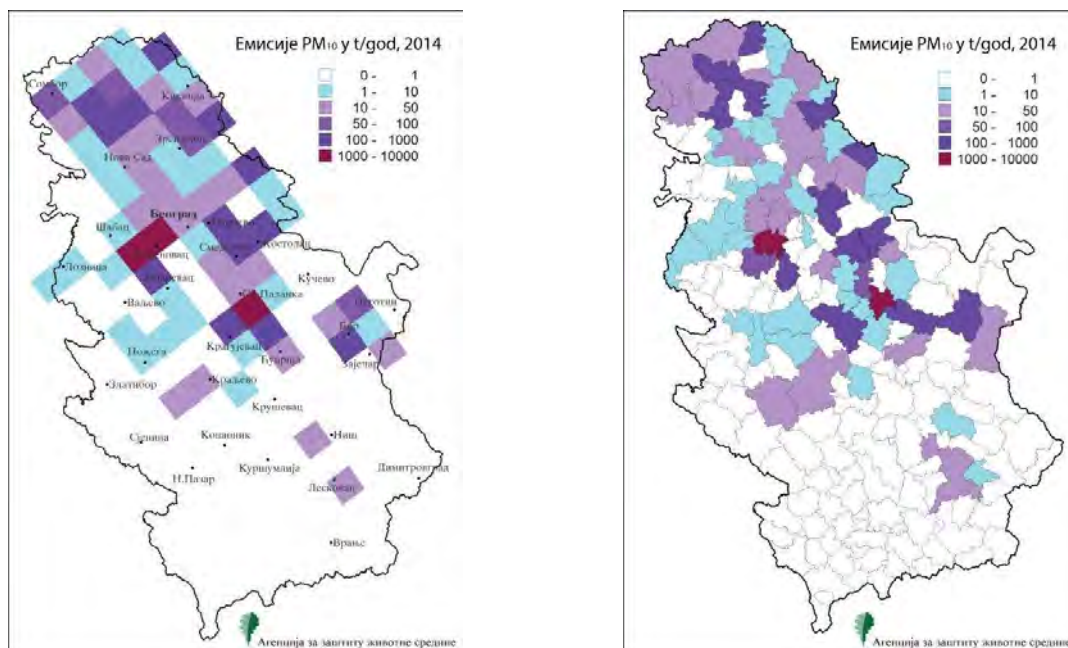 Емисије PM10 у t/god, 2014
0 - 1
1 - 10
10 - 50
50 - 100
100 - 1000
1000 - 10000
Сомбор
Кикинда
Зрењанин
Нови Сад
Београд
Шабац
Костолац
Лозница
Кучево
Ваљево
Паланка
Неготин
Бор
Крагујевац
Зајечар
Ћуприја
Пожега
Златибор
Краљево
Крушевац
Сјеница
Копаоник
Ниш
Куршумлија
Димитровград
Н.Пазар
Лесковац
Врање
Агенција за заштиту животне средине
Емисије PM10 у t/god, 2014
0 - 1
1 - 10
10 - 50
50 - 100
100 - 1000
1000 - 10000
Агенција за заштиту животне средине